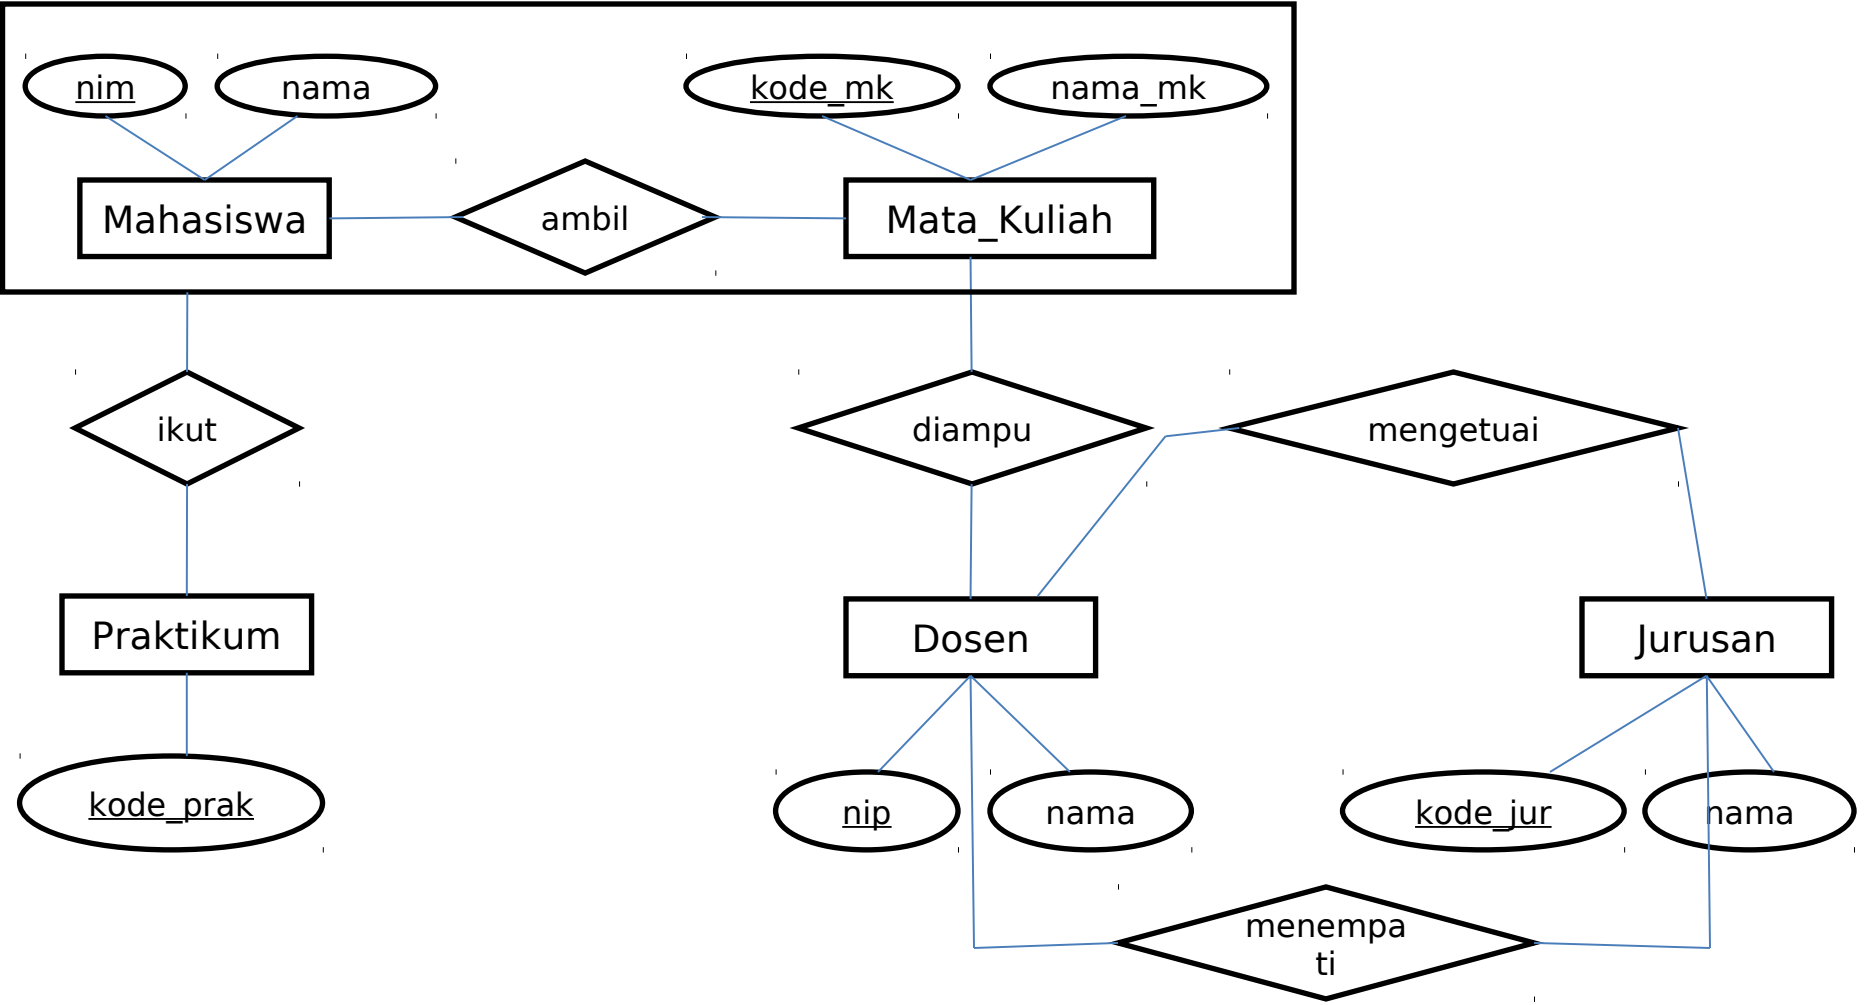 nim
nama
kode_mk
nama_mk
Mahasiswa
ambil
Mata_Kuliah
ikut
diampu
mengetuai
Praktikum
Dosen
Jurusan
kode_prak
nip
nama
kode_jur
nama
menempa
ti